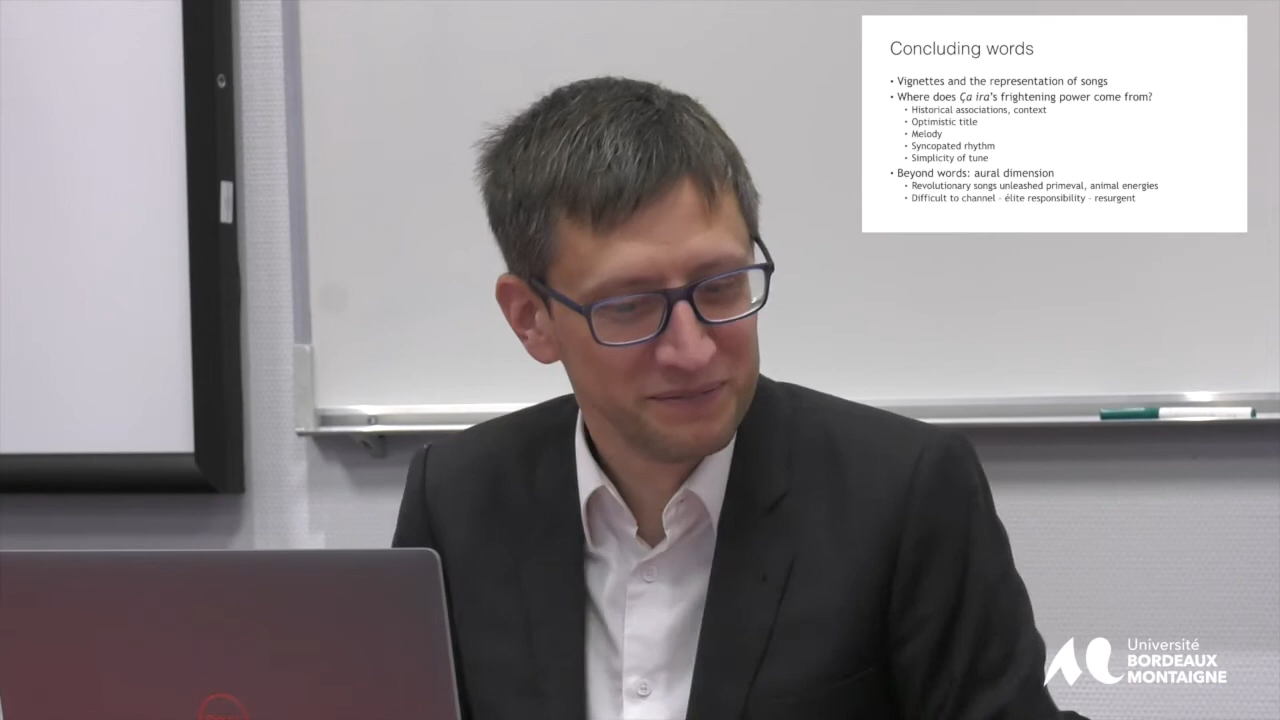 Concluding words
• Vignettes and the representation of songs
• Where does Ça ira's frightening power come from?
• Historical associations, context
• Optimistic title
• Melody
• Syncopated rhythm
• Simplicity of tune
• Beyond words: aural dimension
• Revolutionary songs unleashed primeval, animal energies
• Difficult to channel – élite responsibility – resurgent
Université
BORDEAUX
MONTAIGNE